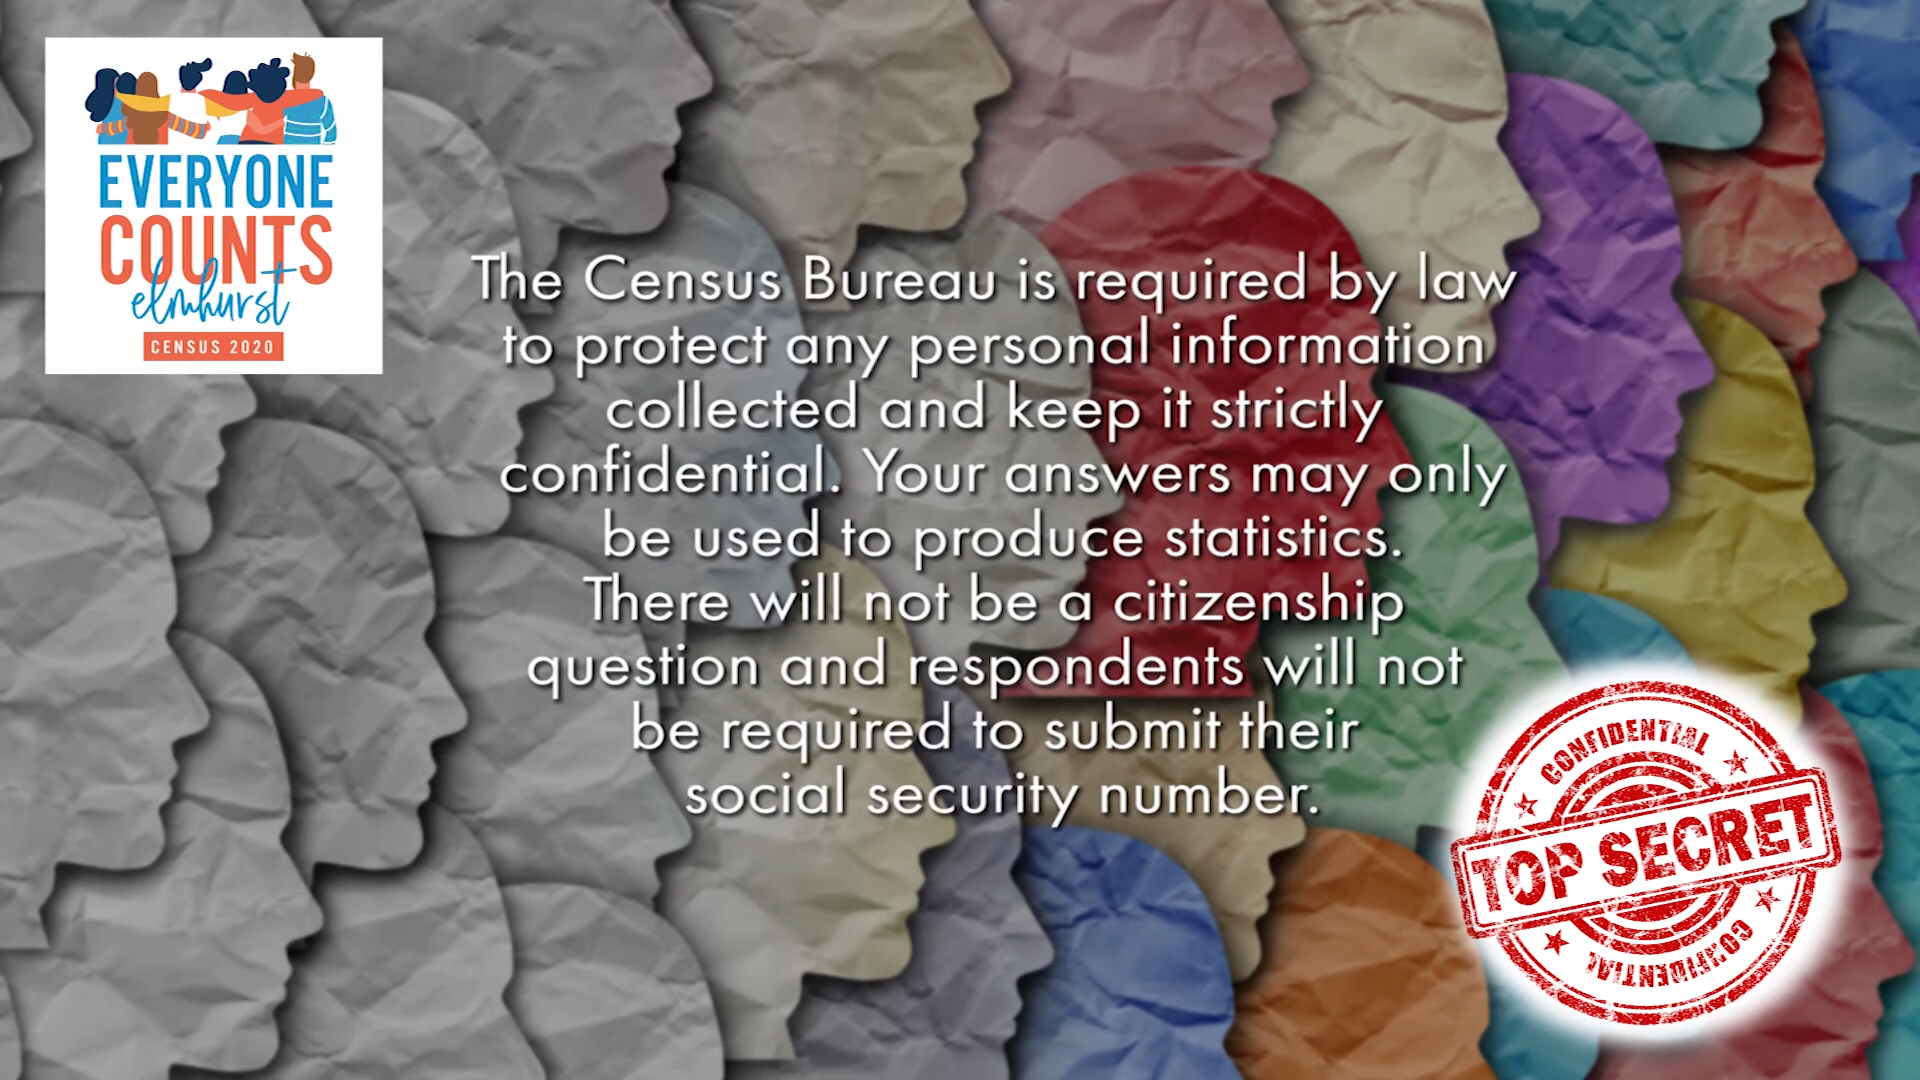 EVERYONE
COUNTS
elmhurst
CENSUS 2020
The Census Bureau is required by law
to protect any personal information
collected and keep it strictly
confidential. Your answers may only
be used to produce statistics.
There will not be a citizenship
question and respondents will not
be required to submit their
social security number.
CONFIDENTIAL
TOP SECRET
CONFIDENTIAL